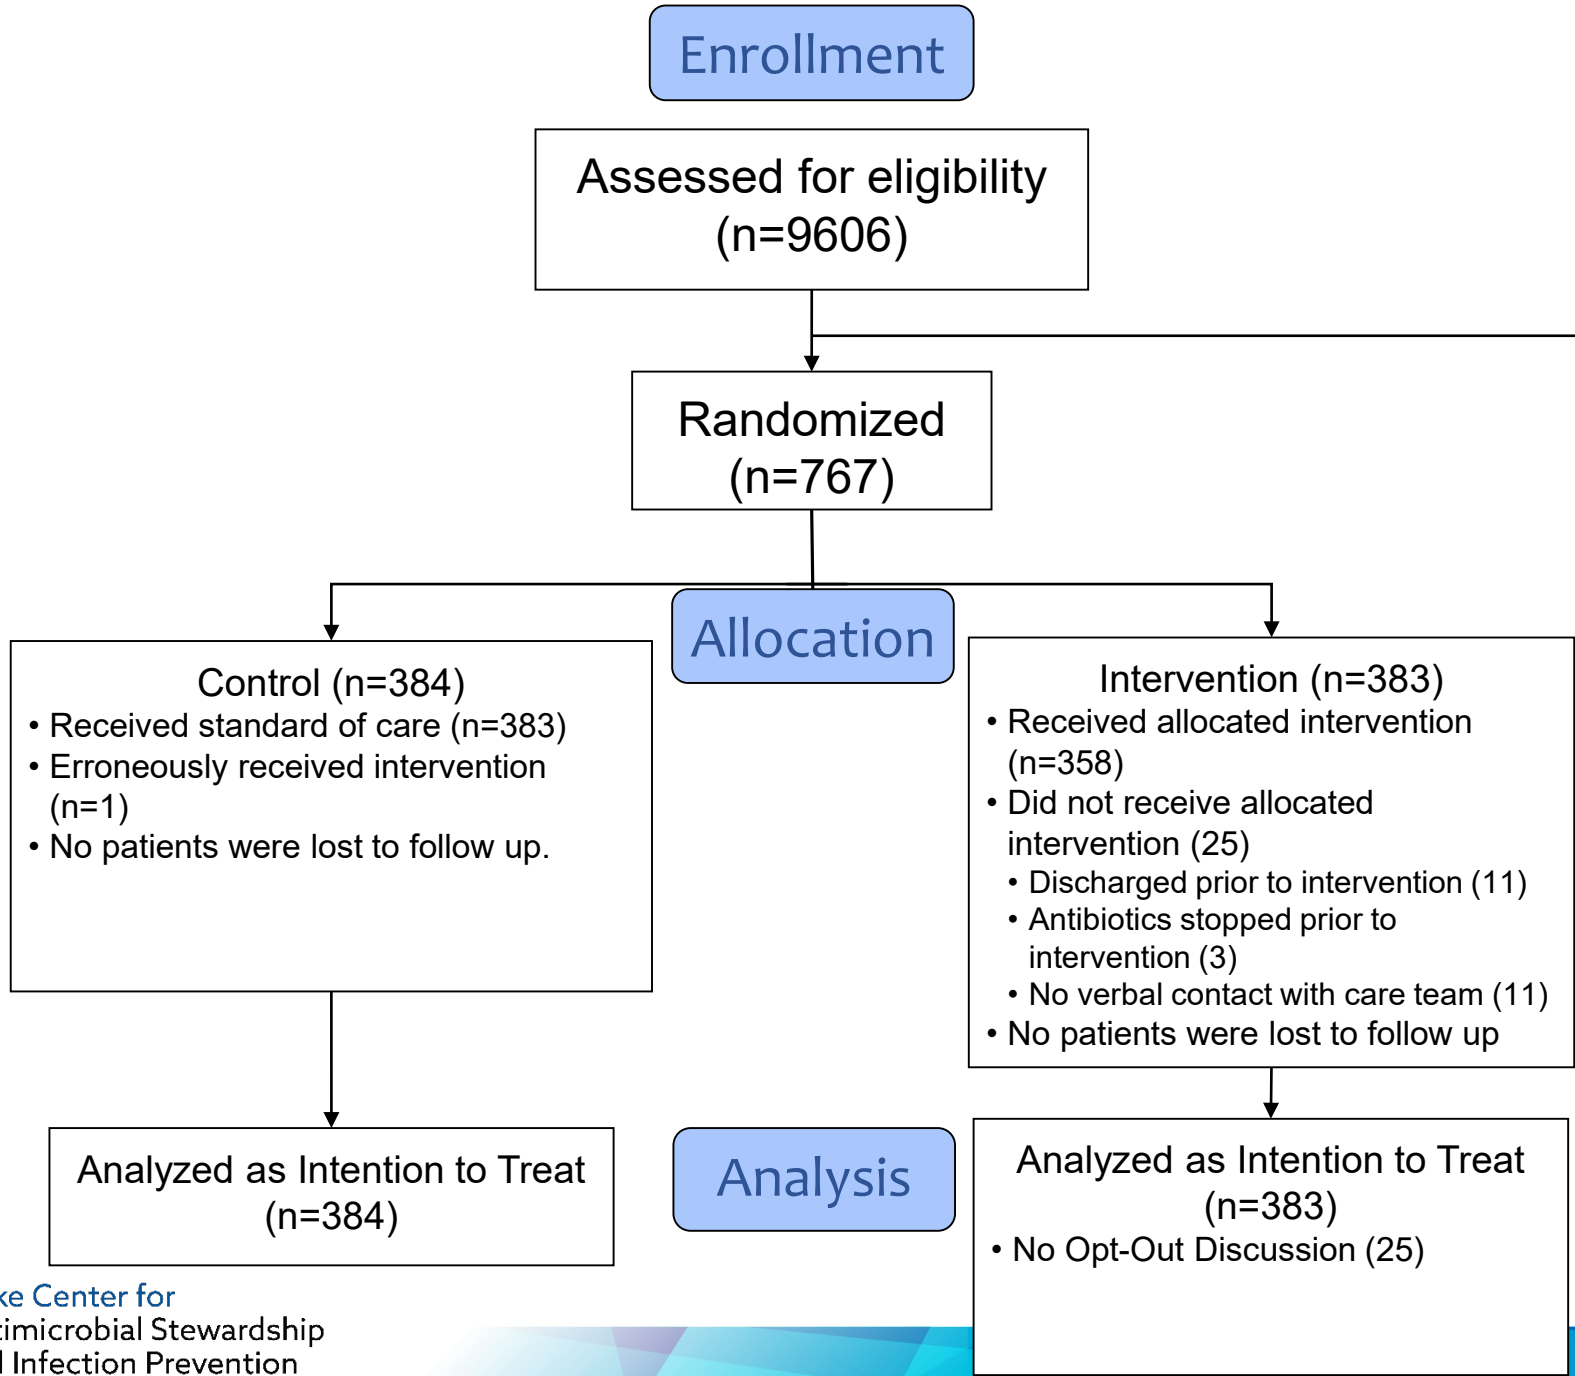 Enrollment
Assessed for eligibility
(n=9606)
Randomized
(n=767)
Allocation
Control (n=384)
• Received standard of care (n=383)
• Erroneously received intervention
(n=1)
• No patients were lost to follow up.
Intervention (n=383)
• Received allocated intervention
(n=358)
• Did not receive allocated
intervention (25)
• Discharged prior to intervention (11)
• Antibiotics stopped prior to
intervention (3)
• No verbal contact with care team (11)
• No patients were lost to follow up
Analysis
Analyzed as Intention to Treat
(n=384)
Analyzed as Intention to Treat
(n=383)
• No Opt-Out Discussion (25)
Center for
Stewardship
Infection Prevention